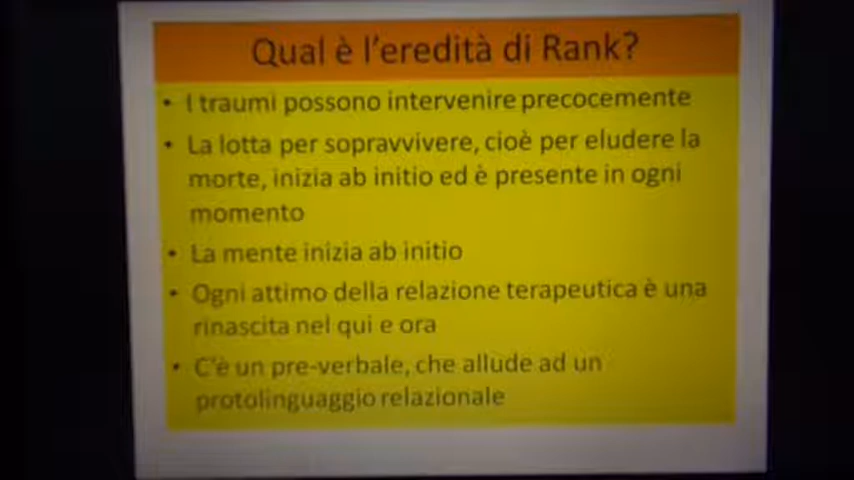 Qual è l'eredità di Rank?
• I traumi possono intervenire precocemente
• La lotta per sopravvivere, cioè per eludere la
morte, inizia ab initio ed è presente in ogni
momento
• La mente inizia ab initio
• Ogni attimo della relazione terapeutica è una
rinascita nel qui e ora
• C'è un pre-verbale, che allude ad un
protolinguaggio relazionale